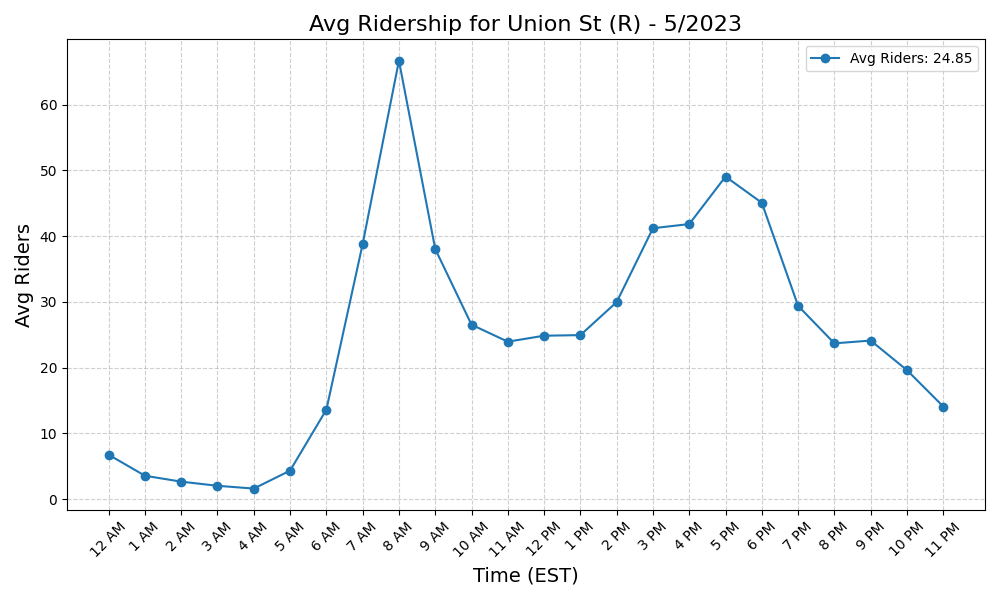 Avg Ridership for Union St (R) - 5/2023
Avg Riders: 24.85
Avg Riders
60
50
40
30
20
10
0
12 AM
1 AM
2 AM
3 AM
4 AM
5 AM
6 AM
7 AM
8 AM
9 AM
10 AM
11 AM
12 PM
1 PM
2 PM
3 PM
4 PM
5 PM
6 PM
7 PM
8 PM
9 PM
10 PM
11 PM
Time (EST)